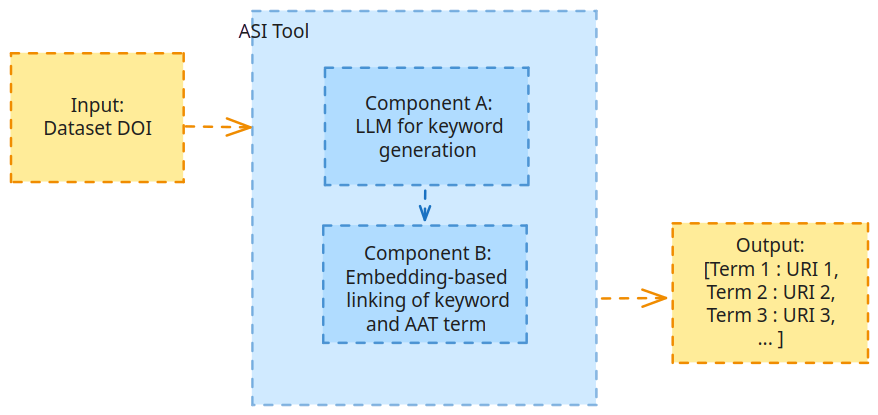 ASI Tool
Input:
Dataset DOI
Component A:
LLM for keyword
generation
Component B:
Embedding-based
linking of keyword
and AAT term
Output:
[Term 1 : URI 1,
Term 2 : URI 2,
Term 3 : URI 3,
... ]